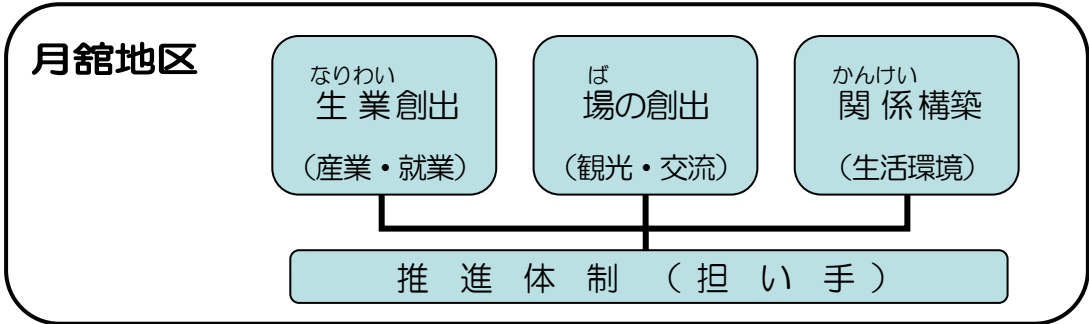 月舘地区
なりわい
生業創出
(産業・就業)
ば
場の創出
(観光・交流)
かんけい
関係構築
(生活環境)
推進体制(担い手)